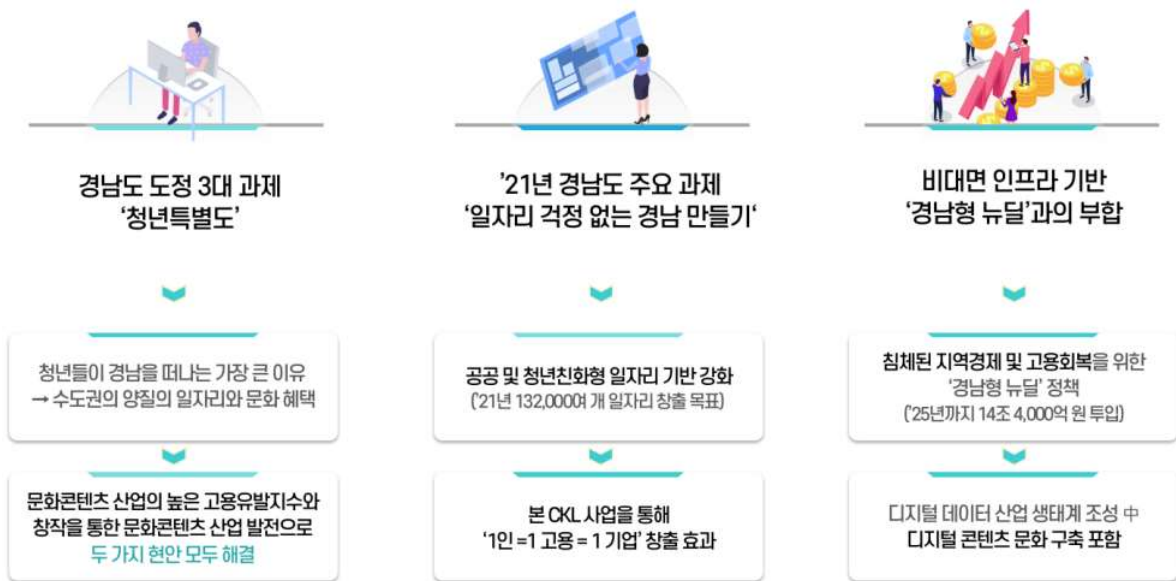 경남도 도정 3대 과제
‘청년특별도’
청년들이 경남을 떠나는 가장 큰 이유
→ 수도권의 양질의 일자리와 문화 혜택
문화콘텐츠 산업의 높은 고용유발지수와
창작을 통한 문화콘텐츠 산업 발전으로
두 가지 현안 모두 해결
’21년 경남도 주요 과제
‘일자리 걱정 없는 경남 만들기‘
공공 및 청년친화형 일자리 기반 강화
(’21년 132,000여 개 일자리 창출 목표)
본 CKL 사업을 통해
‘1인 =1 고용 = 1 기업’ 창출 효과
비대면 인프라 기반
‘경남형 뉴딜’과의 부합
침체된 지역경제 및 고용회복을 위한
‘경남형 뉴딜’ 정책
(’25년까지 14조 4,000억 원 투입)
디지털 데이터 산업 생태계 조성 中
디지털 콘텐츠 문화 구축 포함